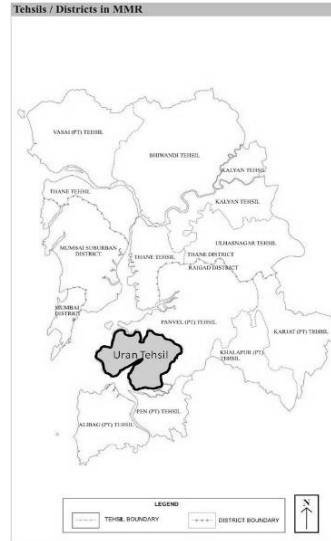 Tehsils / Districts in MMR
VASAI (PT) TEHSIL
BHIWANDI TEHSIL
KALYAN TEHSIL
THANE TEHSIL
KALYAN TEHSIL
ULHASNAGAR TEHSIL
MUMBAI SUBURBAN
DISTRICT
THANE TEHSIL
THANE DISTRICT
RAIGAD DISTRICT
MUMBAI
DISTRICT
PANVEL (PT) TEHSIL
KARJAT (PT) TEHSIL
Uran Tehsil
KHALAPUR (PT)
TEHSIL
PEN (PT) TEHSIL
ALIBAG (PT) TEHSIL
LEGEND
TEHSIL BOUNDARY
DISTRICT BOUNDARY
N